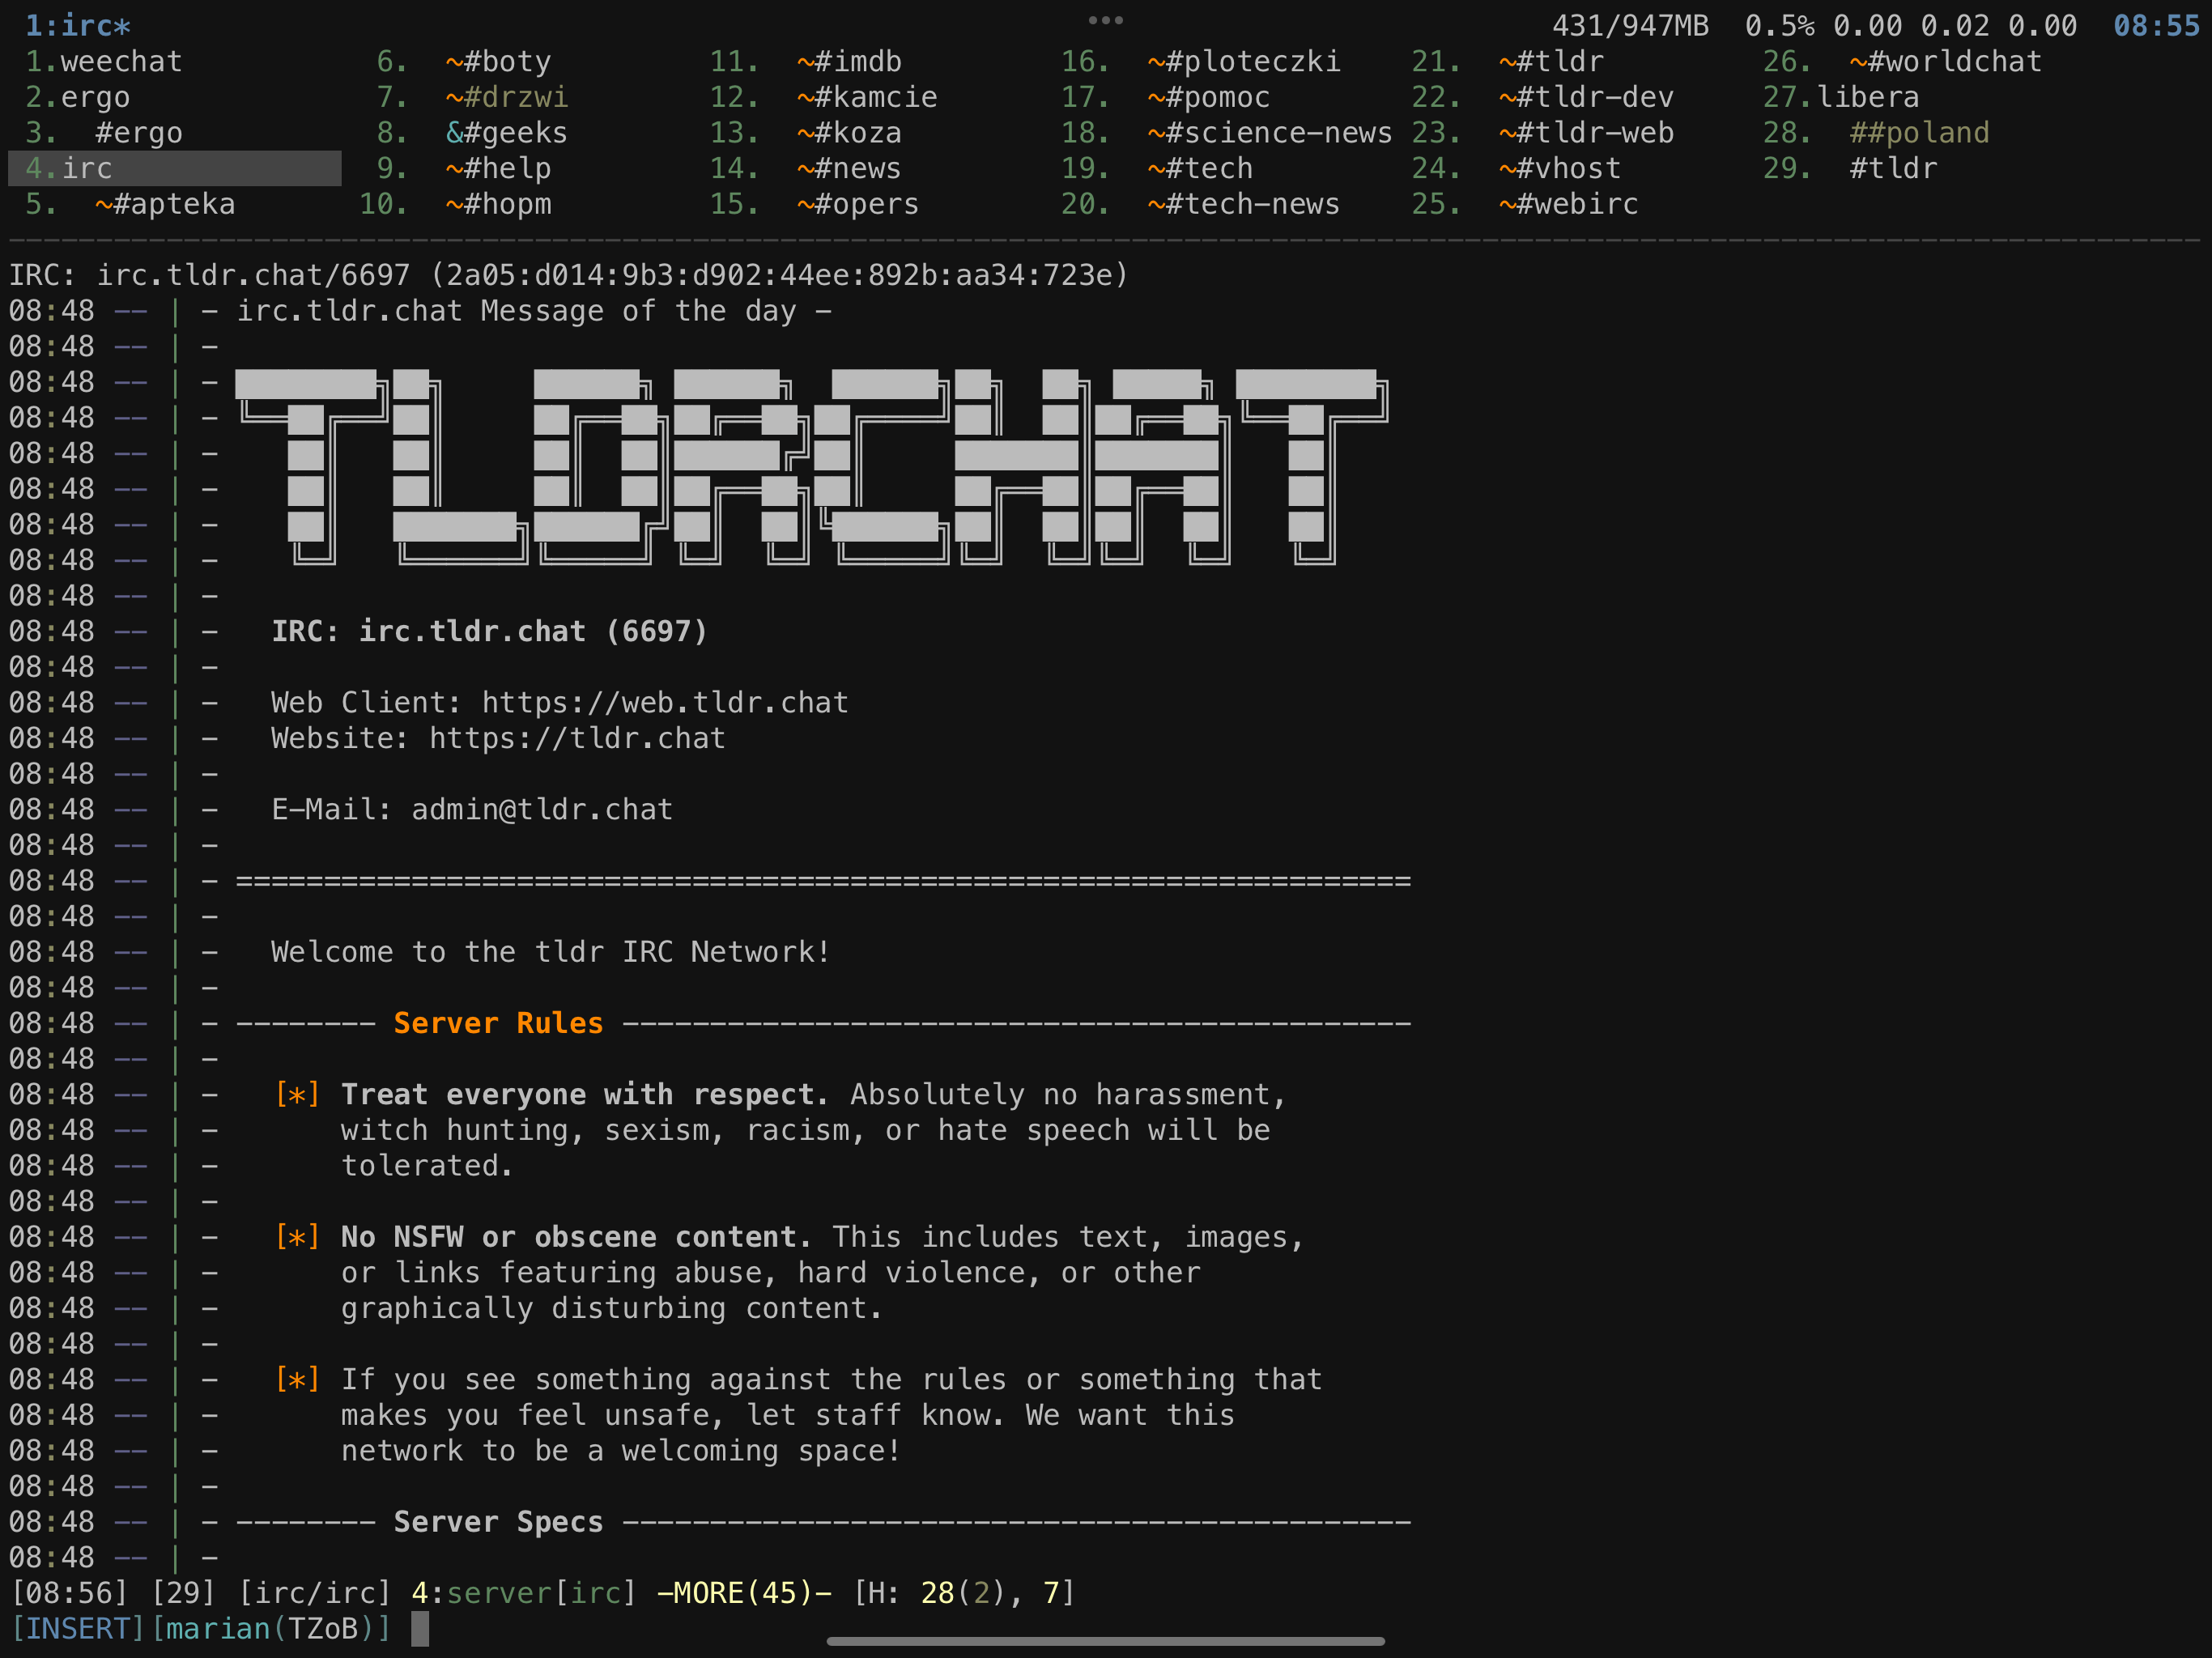 1:irc* 431/947MB 0.5% 0.00 0.02 0.00 08:55
1.weechat 6. ~#boty 11. ~#imdb 16. ~#ploteczki 21. ~#tldr 26. ~#worldchat
2.ergo 7. ~#drzwi 12. ~#kamcie 17. ~#pomoc 22. ~#tldr-dev 27.libera
3. #ergo 8. &#geeks 13. ~#koza 18. ~#science-news 23. ~#tldr-web 28. ##poland
4.irc 9. ~#help 14. ~#news 19. ~#tech 24. ~#vhost 29. #tldr
5. ~#apteka 10. ~#hopm 15. ~#opers 20. ~#tech-news 25. ~#webirc
IRC: irc.tldr.chat/6697 (2a05:d014:9b3:d902:44ee:892b:aa34:723e)
08:48 -- | - irc.tldr.chat Message of the day -
08:48 -- | -
08:48 -- | - TLDRCHAT
08:48 -- | -
08:48 -- | -
08:48 -- | -
08:48 -- | -
08:48 -- | -
08:48 -- | -
08:48 -- | - IRC: irc.tldr.chat (6697)
08:48 -- | -
08:48 -- | - Web Client: https://web.tldr.chat
08:48 -- | - Website: https://tldr.chat
08:48 -- | -
08:48 -- | - E-Mail: admin@tldr.chat
08:48 -- | -
08:48 -- | - ===================================================================
08:48 -- | -
08:48 -- | - Welcome to the tldr IRC Network!
08:48 -- | -
08:48 -- | - -------- Server Rules ---------------------------------------------
08:48 -- | -
08:48 -- | - [*] Treat everyone with respect. Absolutely no harassment,
08:48 -- | - witch hunting, sexism, racism, or hate speech will be
08:48 -- | - tolerated.
08:48 -- | -
08:48 -- | - [*] No NSFW or obscene content. This includes text, images,
08:48 -- | - or links featuring abuse, hard violence, or other
08:48 -- | - graphically disturbing content.
08:48 -- | -
08:48 -- | - [*] If you see something against the rules or something that
08:48 -- | - makes you feel unsafe, let staff know. We want this
08:48 -- | - network to be a welcoming space!
08:48 -- | -
08:48 -- | - -------- Server Specs ---------------------------------------------
08:48 -- | -
[08:56] [29] [irc/irc] 4:server[irc] -MORE(45)- [H: 28(2), 7]
[INSERT][marian(TZoB)]